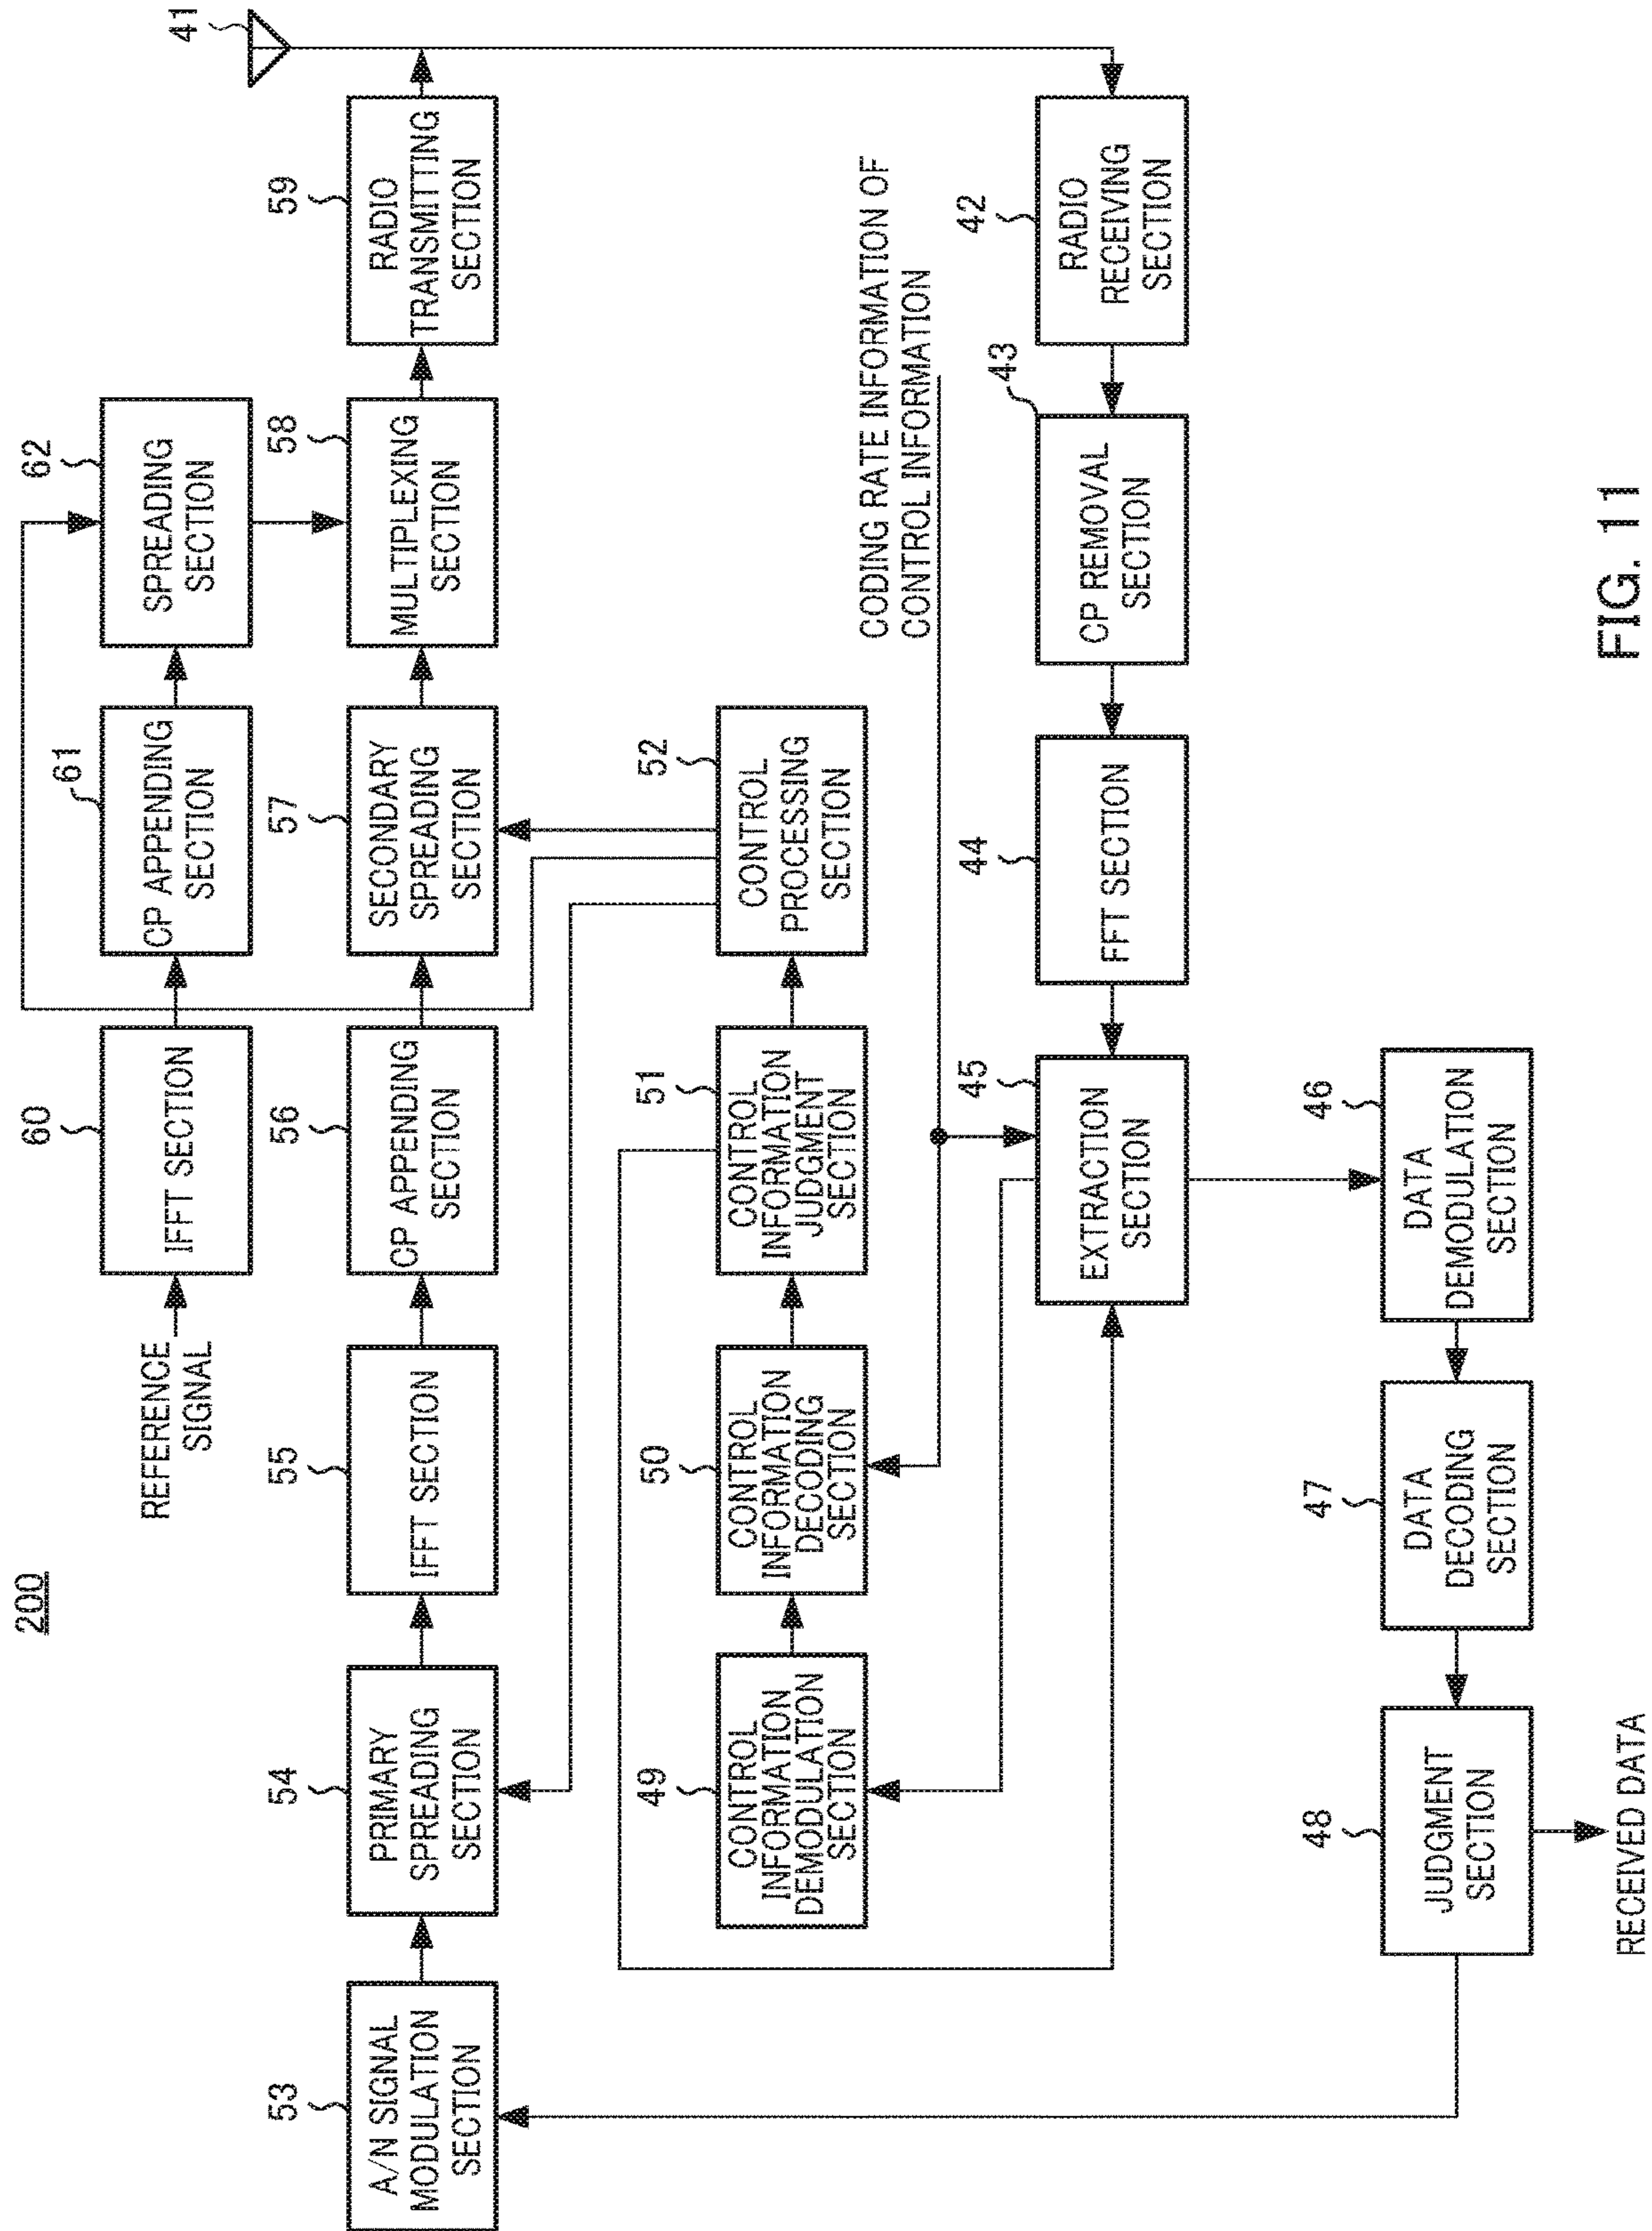 200
41
REFERENCE
SIGNAL
60
IFFT SECTION
61
CP APPENDING
SECTION
62
SPREADING
SECTION
53
A/N SIGNAL
MODULATION
SECTION
54
PRIMARY
SPREADING
SECTION
55
IFFT SECTION
56
CP APPENDING
SECTION
57
SECONDARY
SPREADING
SECTION
58
MULTIPLEXING
SECTION
59
RADIO
TRANSMITTING
SECTION
49
CONTROL
INFORMATION
DEMODULATION
SECTION
50
CONTROL
INFORMATION
DECODING
SECTION
51
CONTROL
INFORMATION
JUDGMENT
SECTION
52
CONTROL
PROCESSING
SECTION
CODING RATE INFORMATION OF
CONTROL INFORMATION
45
EXTRACTION
SECTION
44
FFT SECTION
43
CP REMOVAL
SECTION
42
RADIO
RECEIVING
SECTION
48
JUDGMENT
SECTION
47
DATA
DECODING
SECTION
46
DATA
DEMODULATION
SECTION
RECEIVED DATA
FIG. 11